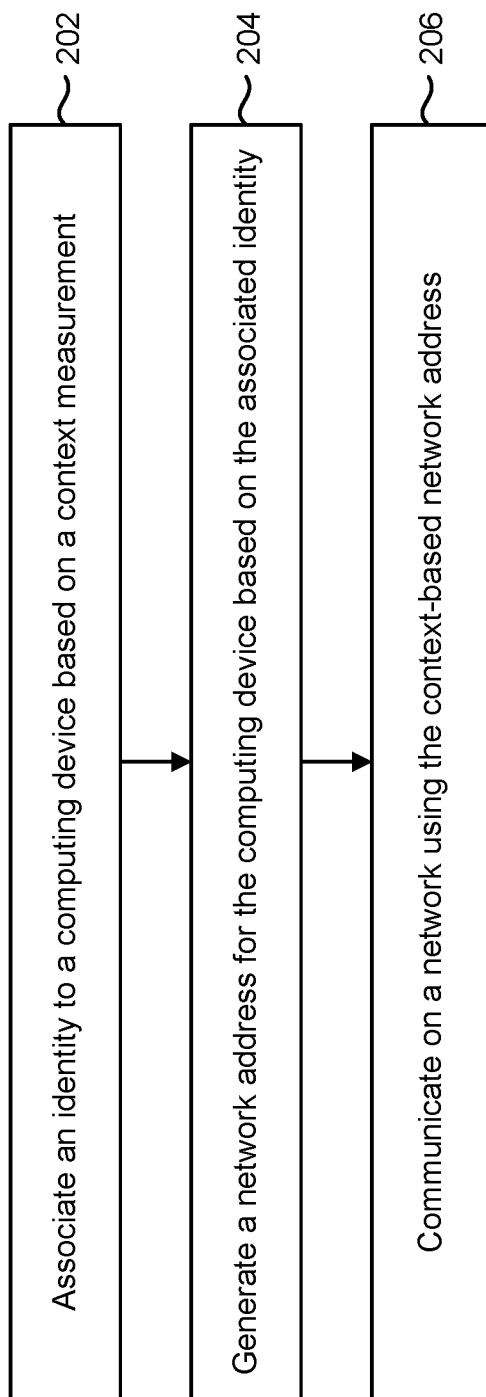 Associate an identity to a computing device based on a context measurement
202
Generate a network address for the computing device based on the associated identity
204
Communicate on a network using the context-based network address
206